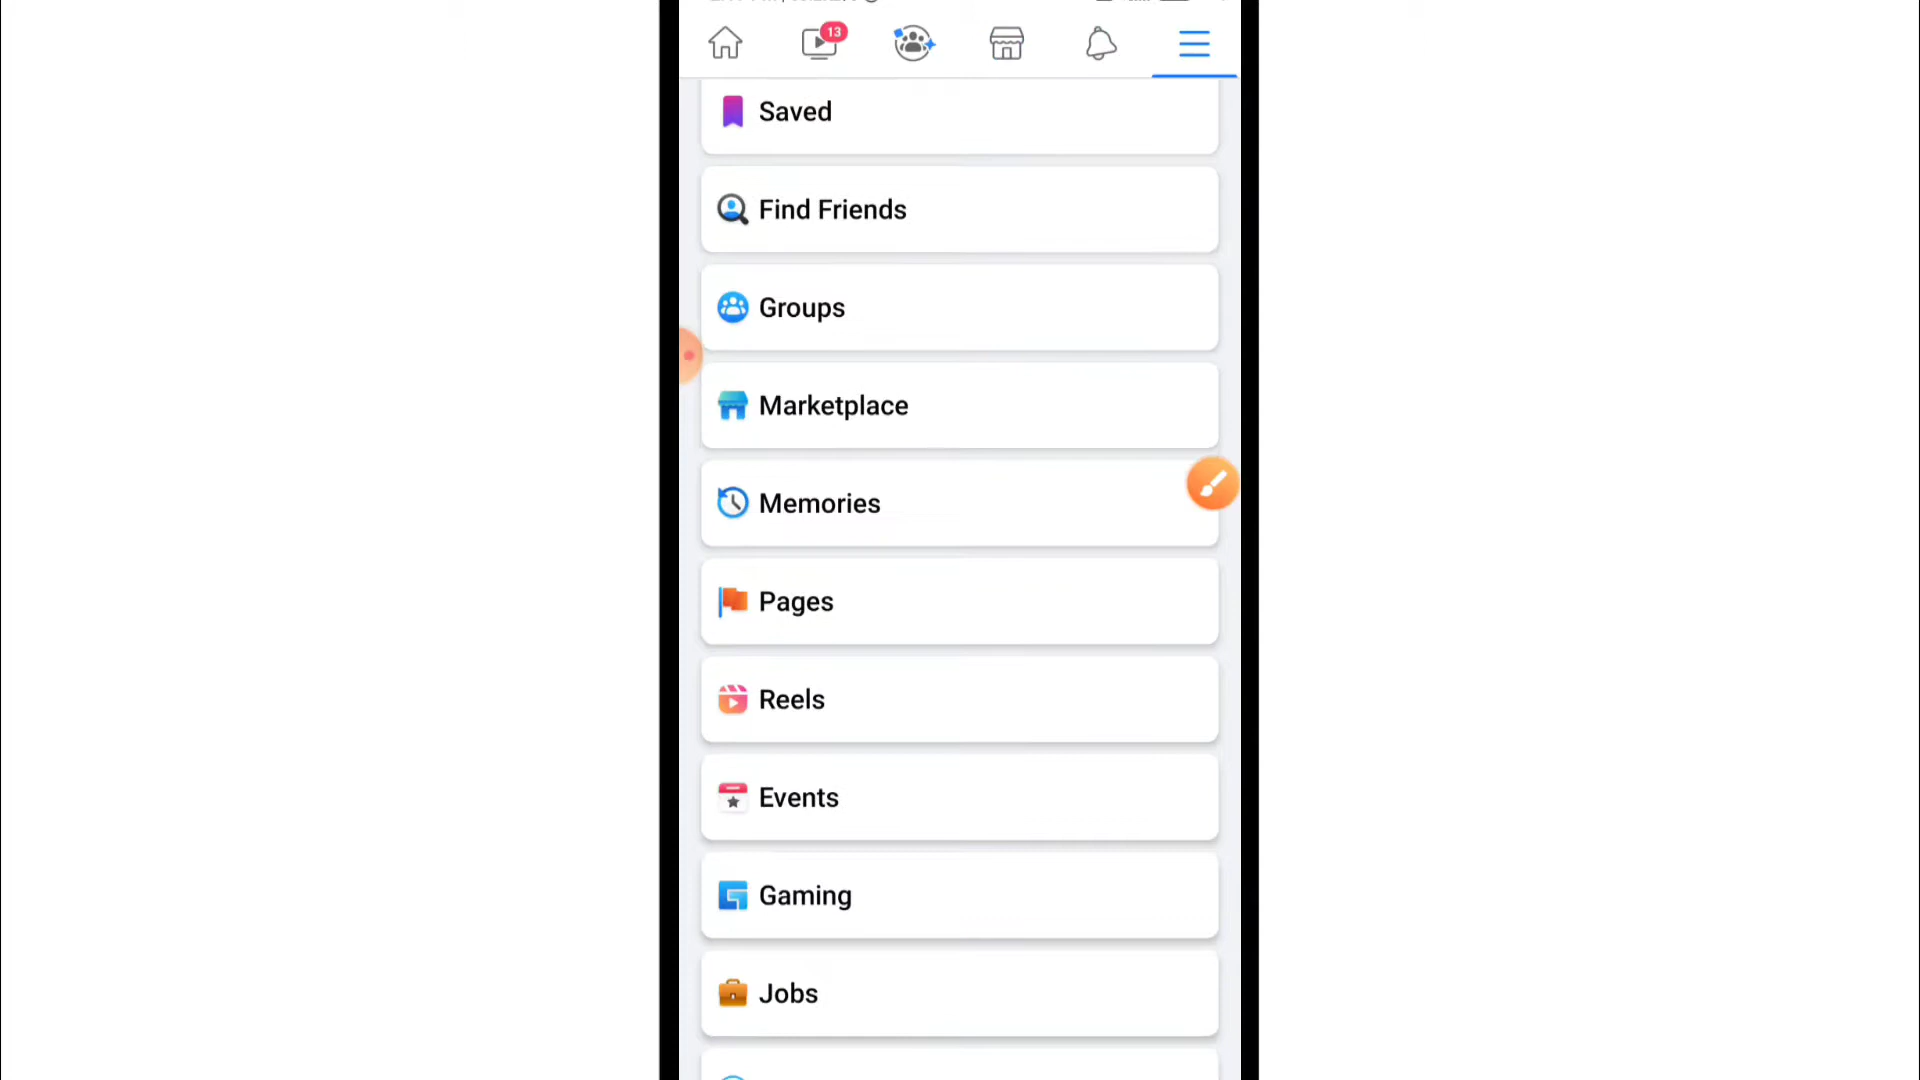 13
Saved
Find Friends
Groups
Marketplace
Memories
Pages
Reels
Events
Gaming
Jobs